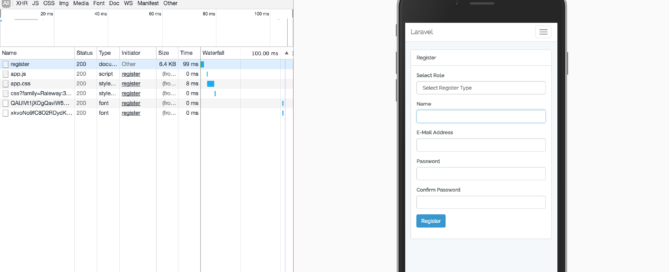 All XHR JS CSS Img Media Font Doc WS Manifest Other
20 ms 40 ms 60 ms 80 ms 100 ms
Name Status Type Initiator Size Time Waterfall 100.00 ms
register 200 docu... Other 6.4 KB 99 ms
app.js 200 script register (fro... 0 ms
app.css 200 style... register (fro... 8 ms
css?family=Raleway:3... 200 style... register (fro... 0 ms
200 font register (fro... 0 ms
200 font register (fro... 0 ms
Laravel
Register
Select Role
Select Register Type
Name
E-Mail Address
Password
Confirm Password
Register